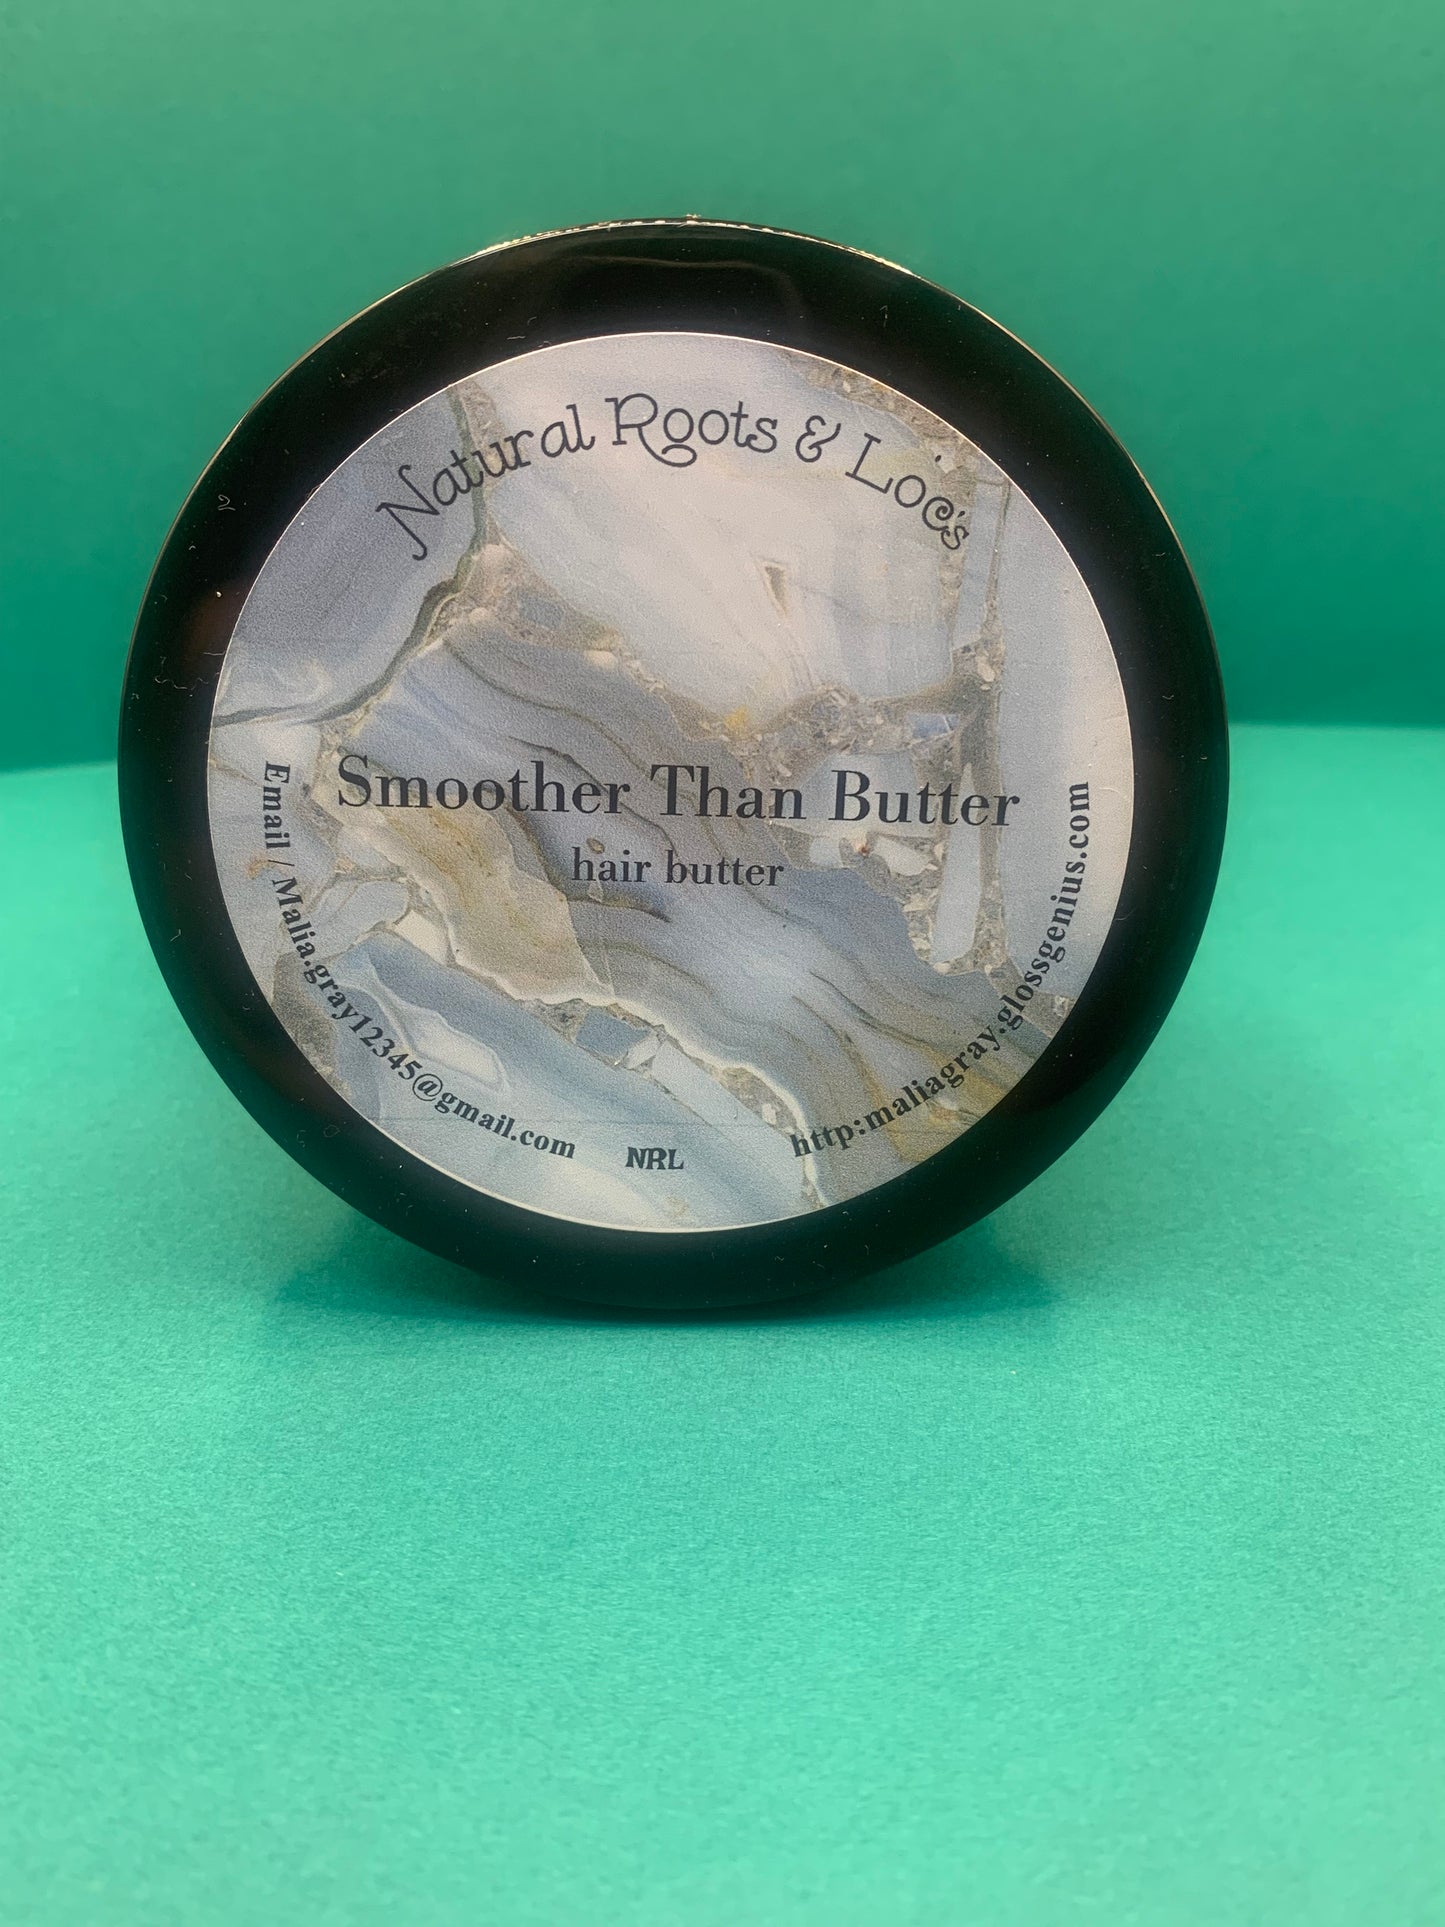 Natural Roots & Loc's
Smoother Than Butter
hair butter
Email / Malia.gray12345@gmail.com
NRL
http:maliagray.glossgenius.com